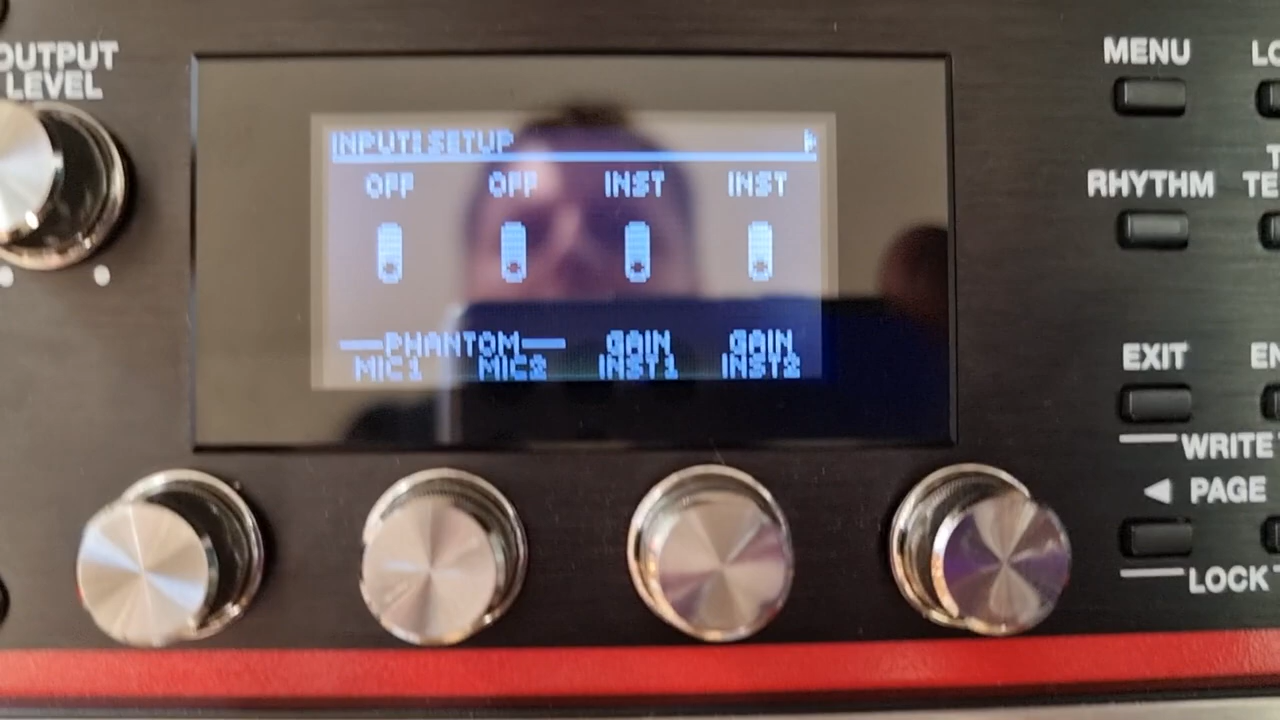 OUTPUT
LEVEL
INPUT:SETUP
OFF OFF INST INST
PHANTOM GAIN GAIN
MIC1 MIC2 INST1 INST2
MENU
RHYTHM
EXIT
WRITE
◀ PAGE
LOCK